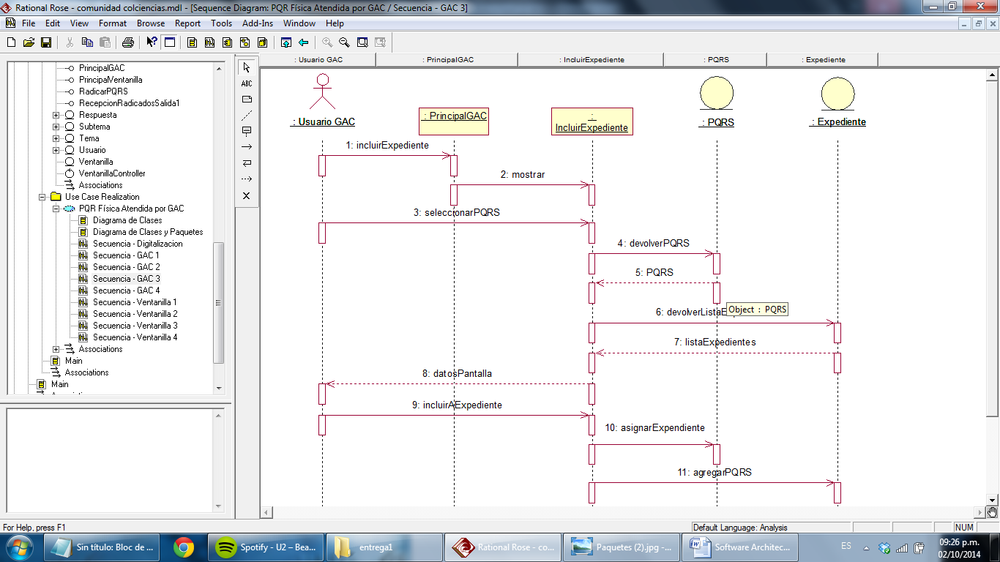 Rational Rose - comunidad colciencias.mdl - [Sequence Diagram: PQR Física Atendida por GAC / Secuencia - GAC 3]
File Edit View Format Browse Report Tools Add-Ins Window Help
ABC
PrincipalGAC
PrincipalVentanilla
RadicarPQRS
RecepcionRadicadosSalida1
Respuesta
Subtema
Tema
Usuario
Ventanilla
VentanillaController
Associations
Use Case Realization
PQR Física Atendida por GAC
Diagrama de Clases
Diagrama de Clases y Paquetes
Secuencia - Digitalizacion
Secuencia - GAC 1
Secuencia - GAC 2
Secuencia - GAC 3
Secuencia - GAC 4
Secuencia - Ventanilla 1
Secuencia - Ventanilla 2
Secuencia - Ventanilla 3
Secuencia - Ventanilla 4
Associations
Main
Associations
Main
: Usuario GAC : PrincipalGAC : IncluirExpediente : PQRS : Expediente
: Usuario GAC
: PrincipalGAC
:
IncluirExpediente
: PQRS
: Expediente
1: incluirExpediente
2: mostrar
3: seleccionarPQRS
4: devolverPQRS
5: PQRS
Object : PQRS
6: devolverListaE
7: listaExpedientes
8: datosPantalla
9: incluirAExpediente
10: asignarExpendiente
11: agregarPQRS
For Help, press F1
Default Language: Analysis
NUM
Sin título: Bloc de ...
Spotify - U2 – Bea...
entrega1
Rational Rose - co...
Paquetes (2).jpg -...
Software Architec...
ES
09:26 p.m.
02/10/2014